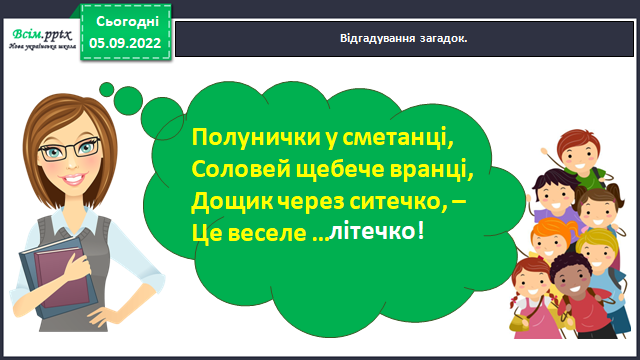 Всім.pptx
Нова українська школа
Сьогодні
05.09.2022
Відгадування загадок.
Полунички у сметанці,
Соловей щебече вранці,
Дощик через ситечко, –
Це веселе ...літечко!